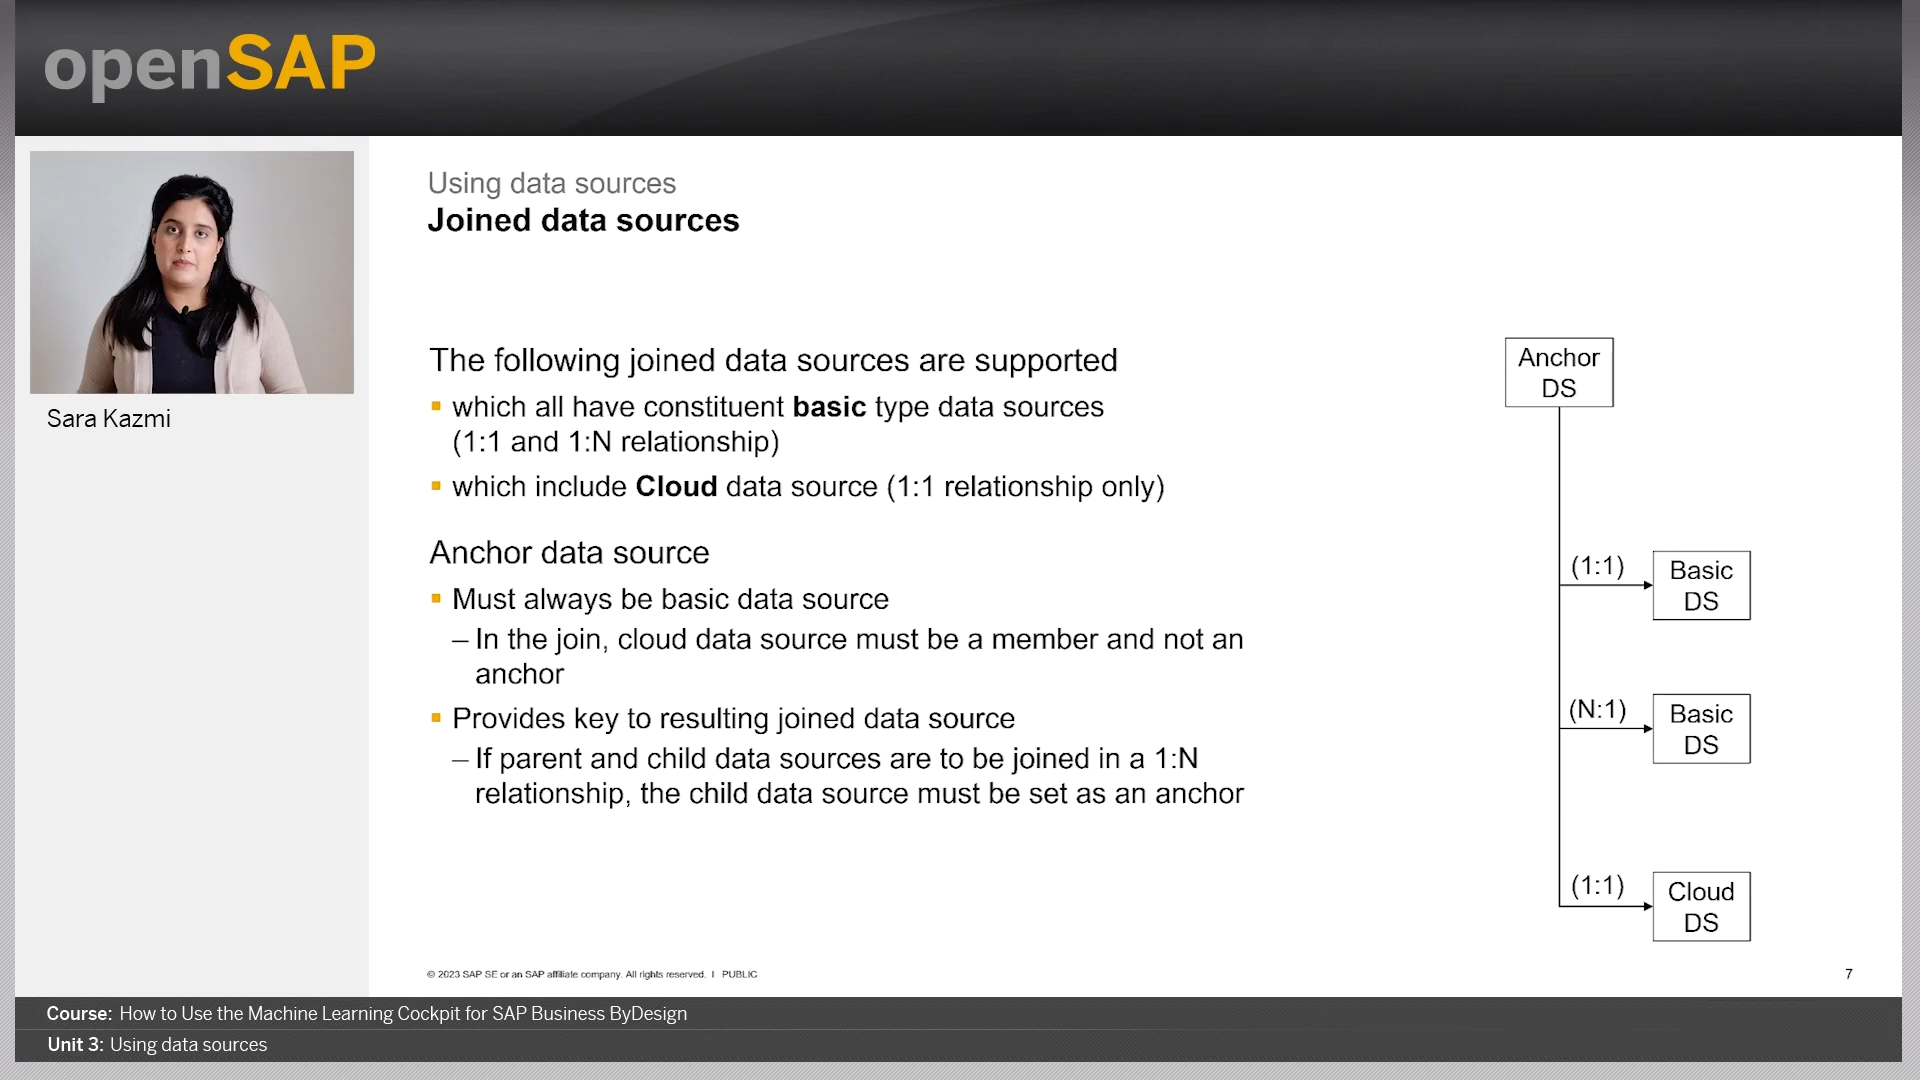 openSAP
Sara Kazmi
Using data sources
Joined data sources
The following joined data sources are supported
which all have constituent basic type data sources
(1:1 and 1:N relationship)
which include Cloud data source (1:1 relationship only)
Anchor data source
Must always be basic data source
– In the join, cloud data source must be a member and not an
anchor
Provides key to resulting joined data source
– If parent and child data sources are to be joined in a 1:N
relationship, the child data source must be set as an anchor
Anchor
DS
(1:1)
Basic
DS
(N:1)
Basic
DS
(1:1)
Cloud
DS
© 2023 SAP SE or an SAP affiliate company. All rights reserved. I PUBLIC
7
Course: How to Use the Machine Learning Cockpit for SAP Business ByDesign
Unit 3: Using data sources